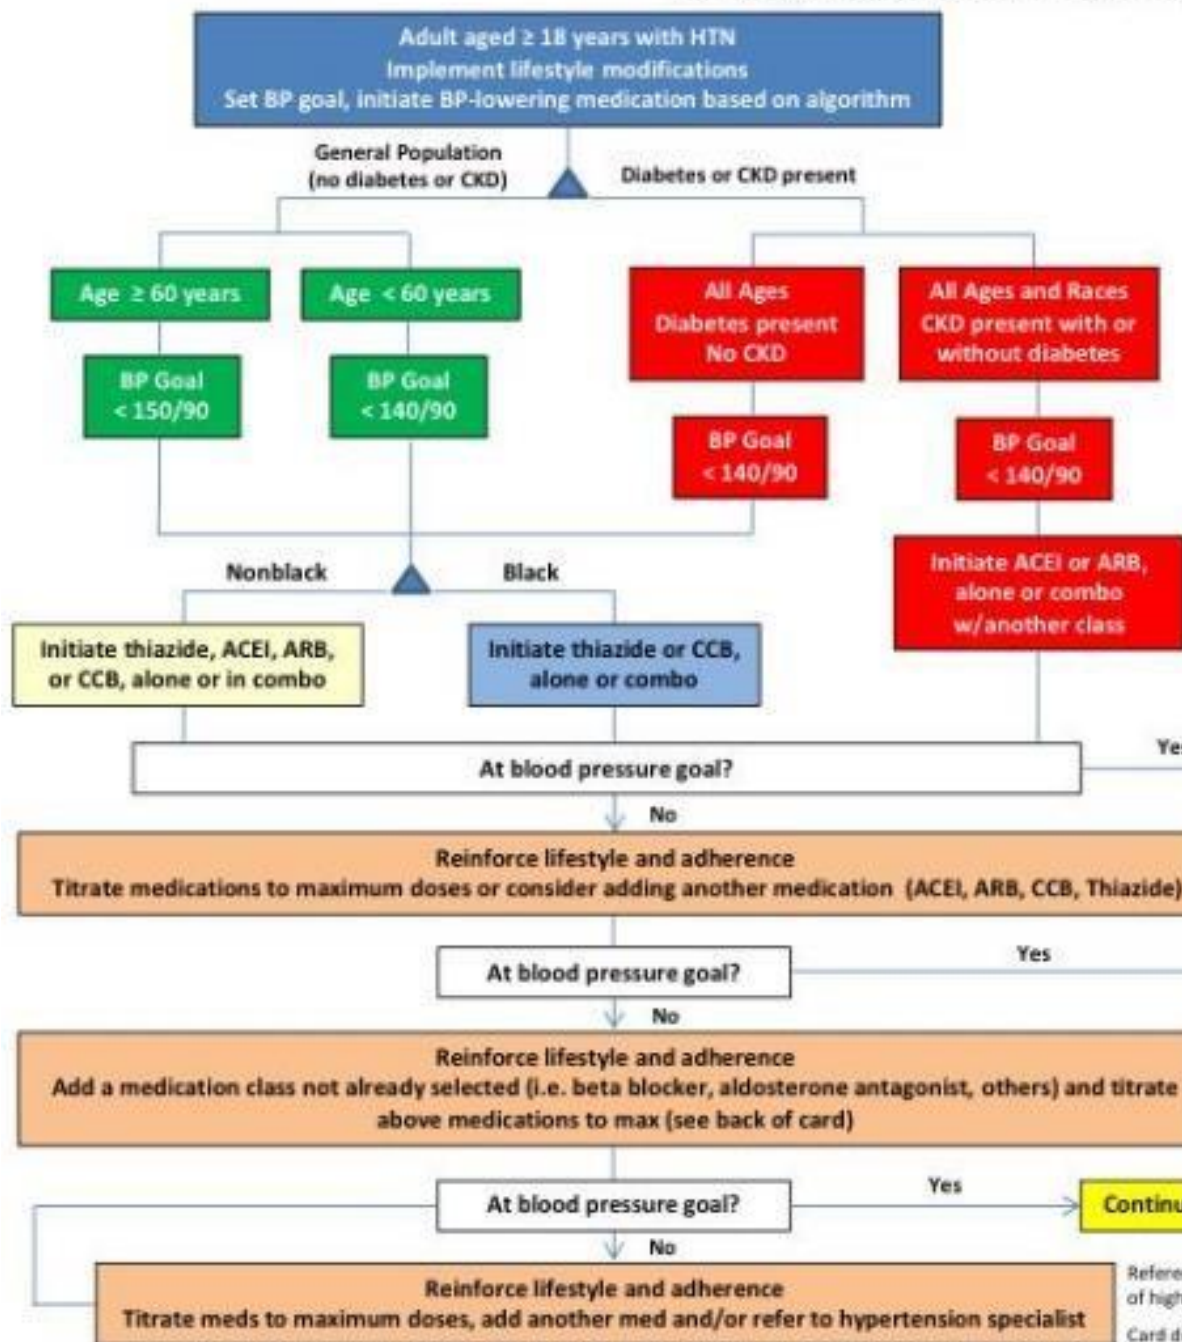 Adult aged ≥ 18 years with HTN
Implement lifestyle modifications
Set BP goal, initiate BP-lowering medication based on algorithm
General Population
(no diabetes or CKD)
Diabetes or CKD present
Age ≥ 60 years
Age < 60 years
All Ages
Diabetes present
No CKD
All Ages and Races
CKD present with or
without diabetes
BP Goal
< 150/90
BP Goal
< 140/90
BP Goal
< 140/90
BP Goal
< 140/90
Initiate ACEI or ARB,
alone or combo
w/another class
Nonblack
Black
Initiate thiazide, ACEI, ARB,
or CCB, alone or in combo
Initiate thiazide or CCB,
alone or combo
At blood pressure goal?
Yes
No
Reinforce lifestyle and adherence
Titrate medications to maximum doses or consider adding another medication (ACEI, ARB, CCB, Thiazide)
At blood pressure goal?
Yes
No
Reinforce lifestyle and adherence
Add a medication class not already selected (i.e. beta blocker, aldosterone antagonist, others) and titrate
above medications to max (see back of card)
At blood pressure goal?
Yes
Continu
No
Reinforce lifestyle and adherence
Titrate meds to maximum doses, add another med and/or refer to hypertension specialist
Refere
of high
Card d